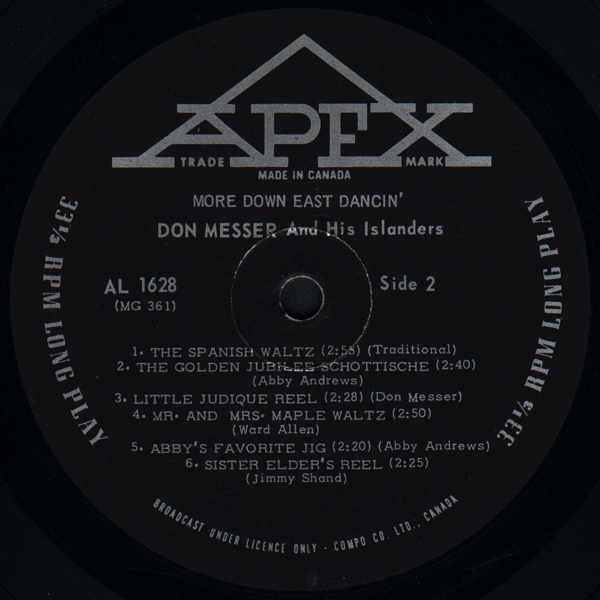 APEX
TRADE MARK
MADE IN CANADA
MORE DOWN EAST DANCIN'
DON MESSER And His Islanders
AL 1628
(MG 361)
Side 2
33⅓ RPM LONG PLAY
33⅓ RPM LONG PLAY
1. THE SPANISH WALTZ (2:55) (Traditional)
2. THE GOLDEN JUBILEE SCHOTTISCHE (2:40)
(Abby Andrews)
3. LITTLE JUDIQUE REEL (2:28) (Don Messer)
4. MR. AND MRS. MAPLE WALTZ (2:50)
(Ward Allen)
5. ABBY'S FAVORITE JIG (2:20) (Abby Andrews)
6. SISTER ELDER'S REEL (2:25)
(Jimmy Shand)
BROADCAST UNDER LICENCE ONLY - COMPO CO. LTD., CANADA